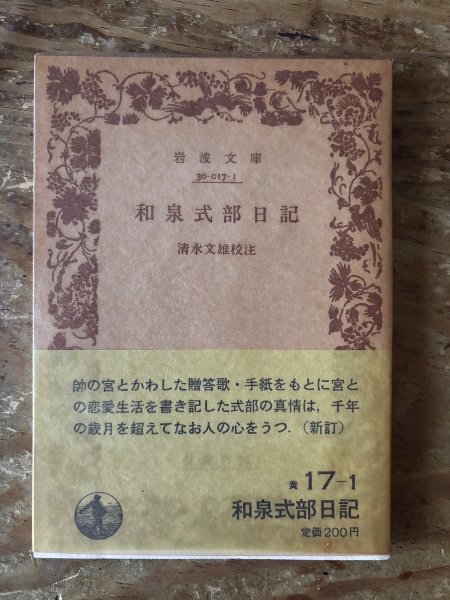 岩波文庫
30-017-1
和泉式部日記
清水文雄校注
帥の宮とかわした贈答歌・手紙をもとに宮と
の恋愛生活を書き記した式部の真情は，千年
の歳月を超えてなお人の心をうつ．（新訂）
黄 17-1
和泉式部日記
定価200円